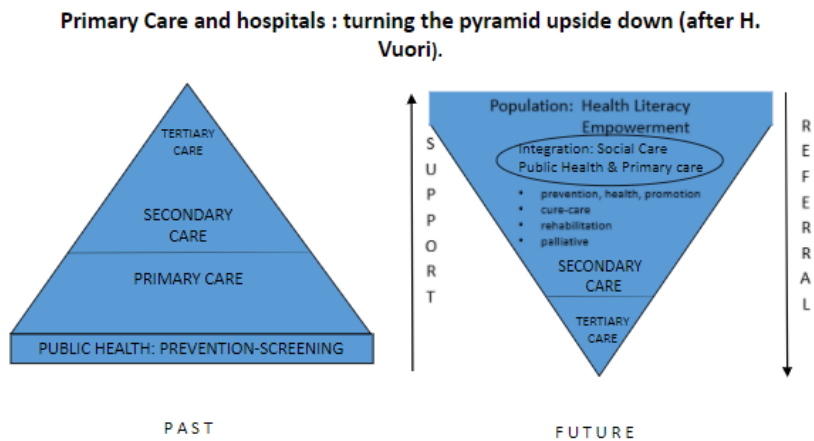 Primary Care and hospitals : turning the pyramid upside down (after H.
Vuori).
TERTIARY
CARE
SECONDARY
CARE
PRIMARY CARE
PUBLIC HEALTH: PREVENTION-SCREENING
PAST
SUPPORT
Population: Health Literacy
Empowerment
Integration: Social Care
Public Health & Primary care
• prevention, health, promotion
• cure-care
• rehabilitation
• palliative
SECONDARY
CARE
TERTIARY
CARE
REFERRAL
FUTURE